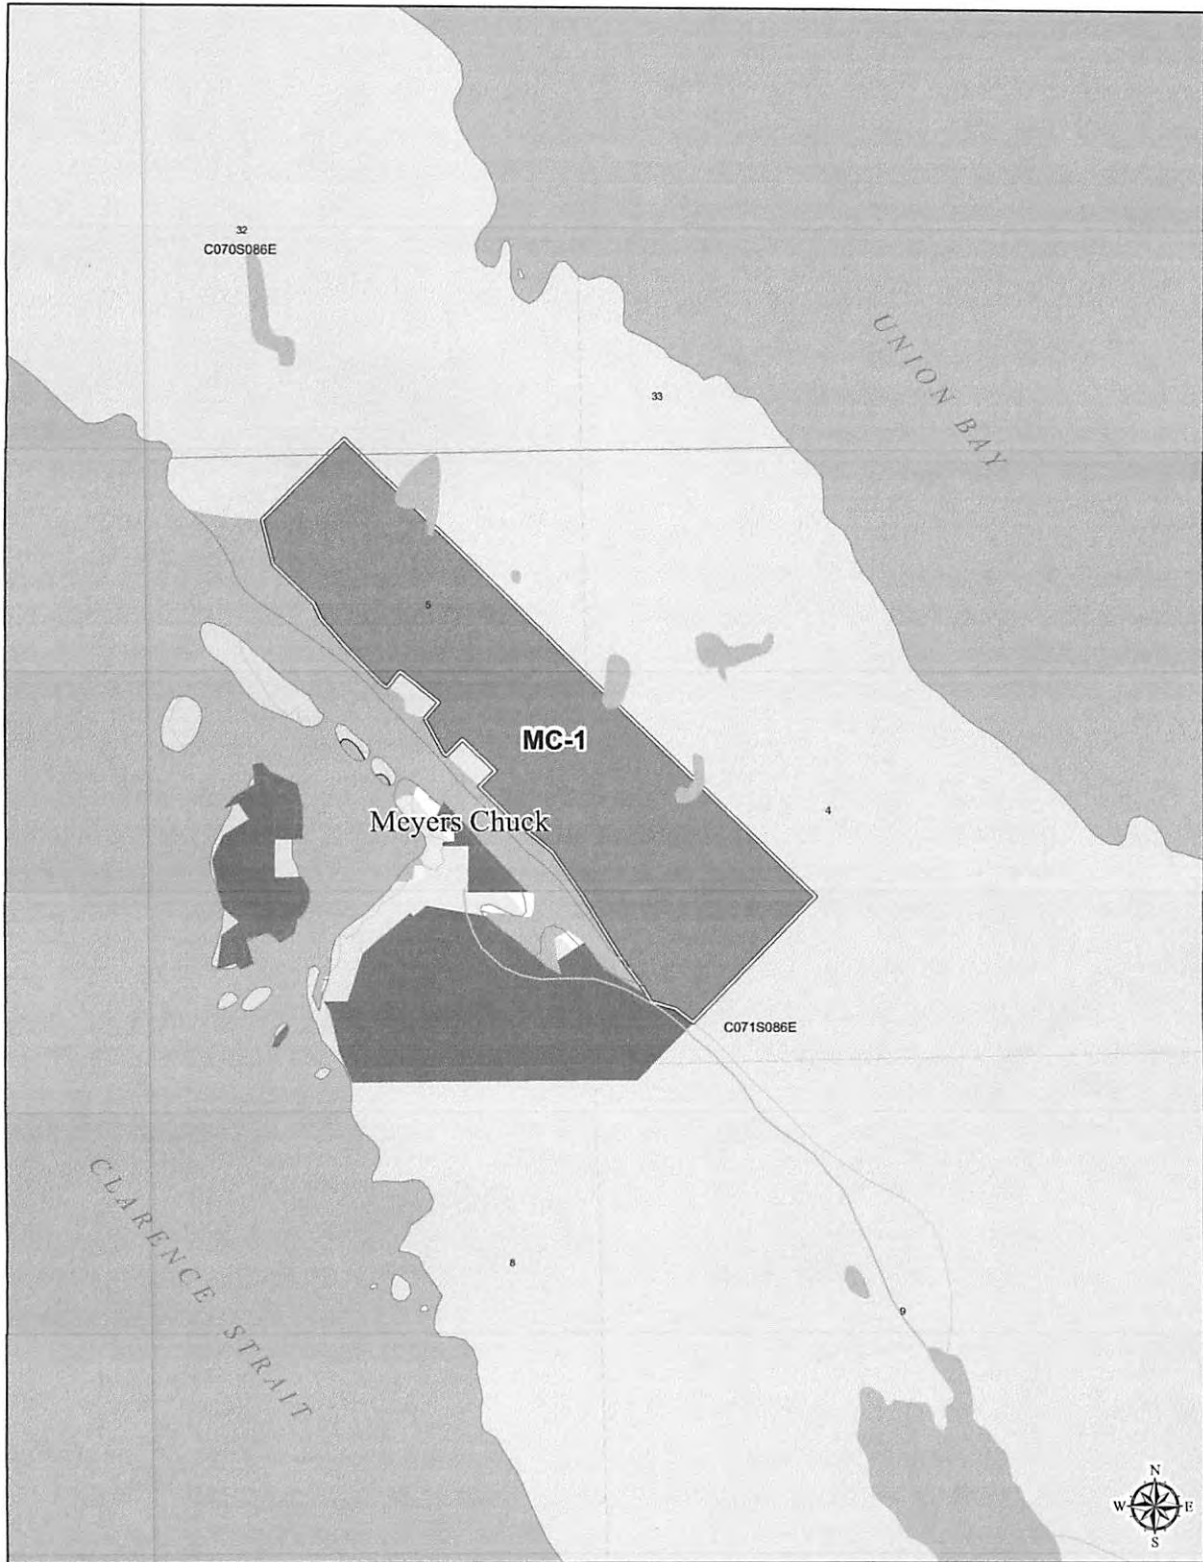 32
C070S086E
UNION BAY
33
5
MC-1
4
Meyers Chuck
C071S086E
CLARENCE STRAIT
8
9
N
W E
S